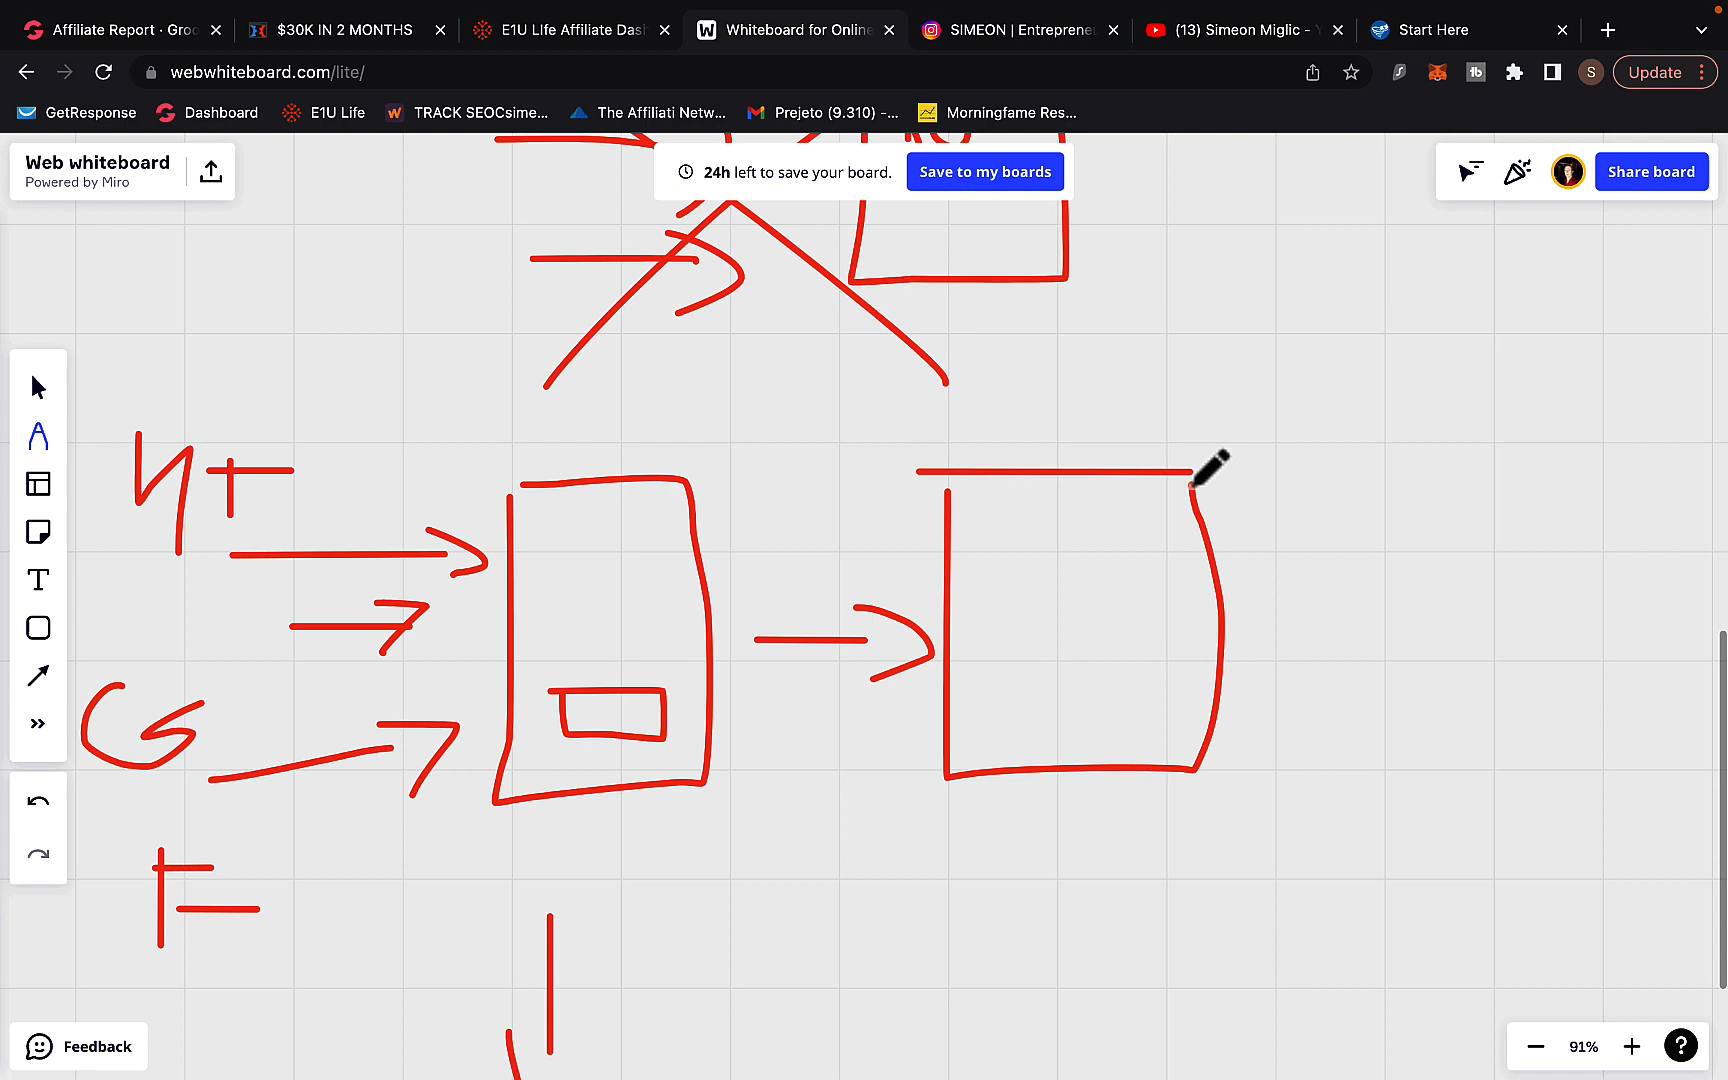 Affiliate Report · Groo
$30K IN 2 MONTHS
E1U LIfe Affiliate Dash
Whiteboard for Online
SIMEON | Entrepreneu
(13) Simeon Miglic - Y
Start Here
webwhiteboard.com/lite/
S
Update
GetResponse
Dashboard
E1U Life
TRACK SEOCsime...
The Affiliati Netw...
Prejeto (9.310) -...
Morningfame Res...
Web whiteboard
Powered by Miro
24h left to save your board.
Save to my boards
Share board
Feedback
91%